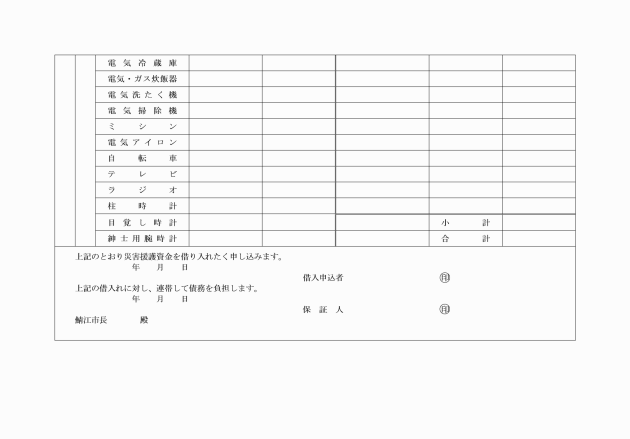 電気冷蔵庫
電気・ガス炊飯器
電気洗たく機
電気掃除機
ミシン
電気アイロン
自転車
テレビ
ラジオ
柱時計
目覚し時計 小計
紳士用腕時計 合計
上記のとおり災害援護資金を借り入れたく申し込みます。
年 月 日
借入申込者 ㊞
上記の借入れに対し、連帯して債務を負担します。
年 月 日
保証人 ㊞
鯖江市長 殿